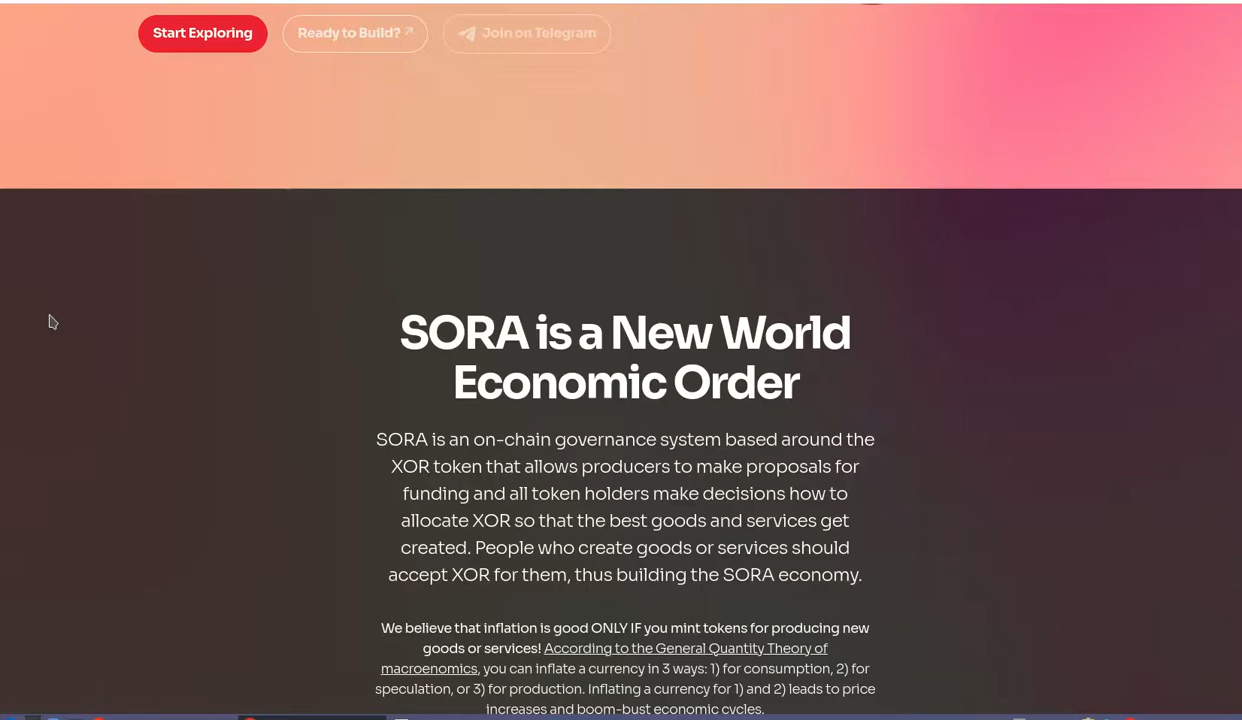 Start Exploring
Ready to Build?
Join on Telegram
SORA is a New World
Economic Order
SORA is an on-chain governance system based around the
XOR token that allows producers to make proposals for
funding and all token holders make decisions how to
allocate XOR so that the best goods and services get
created. People who create goods or services should
accept XOR for them, thus building the SORA economy.
We believe that inflation is good ONLY IF you mint tokens for producing new
goods or services! According to the General Quantity Theory of
macroenomics, you can inflate a currency in 3 ways: 1) for consumption, 2) for
speculation, or 3) for production. Inflating a currency for 1) and 2) leads to price
increases and boom-bust economic cycles.